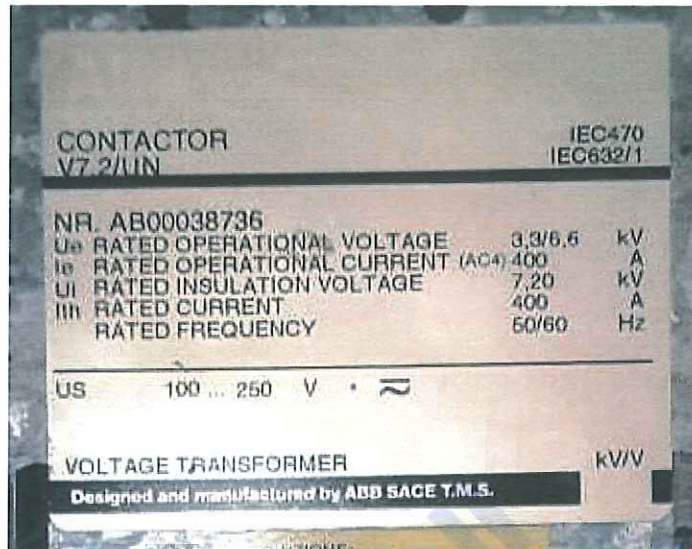 CONTACTOR IEC470
V7.2/UN IEC632/1
NR. AB00038736
Ue RATED OPERATIONAL VOLTAGE 3,3/6,6 kV
Ie RATED OPERATIONAL CURRENT (AC4) 400 A
Ui RATED INSULATION VOLTAGE 7,20 kV
Ith RATED CURRENT 400 A
RATED FREQUENCY 50/60 Hz
US 100 ... 250 V
VOLTAGE TRANSFORMER kV/V
Designed and manufactured by ABB SACE T.M.S.